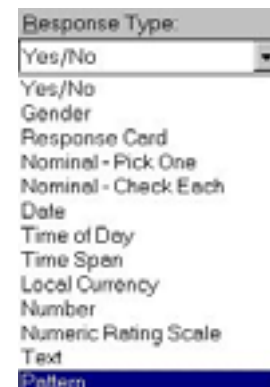 Response Type:
Yes/No
Yes/No
Gender
Response Card
Nominal - Pick One
Nominal - Check Each
Date
Time of Day
Time Span
Local Currency
Number
Numeric Rating Scale
Text
Pattern